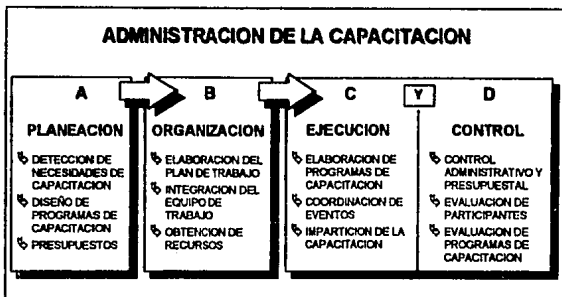 ADMINISTRACION DE LA CAPACITACION
A
PLANEACION
DETECCION DE
NECESIDADES DE
CAPACITACION
DISEÑO DE
PROGRAMAS DE
CAPACITACION
PRESUPUESTOS
B
ORGANIZACION
ELABORACION DEL
PLAN DE TRABAJO
INTEGRACION DEL
EQUIPO DE
TRABAJO
OBTENCION DE
RECURSOS
C
EJECUCION
ELABORACION DE
PROGRAMAS DE
CAPACITACION
COORDINACION DE
EVENTOS
IMPARTICION DE LA
CAPACITACION
Y
D
CONTROL
CONTROL
ADMINISTRATIVO Y
PRESUPUESTAL
EVALUACION DE
PARTICIPANTES
EVALUACION DE
PROGRAMAS DE
CAPACITACION